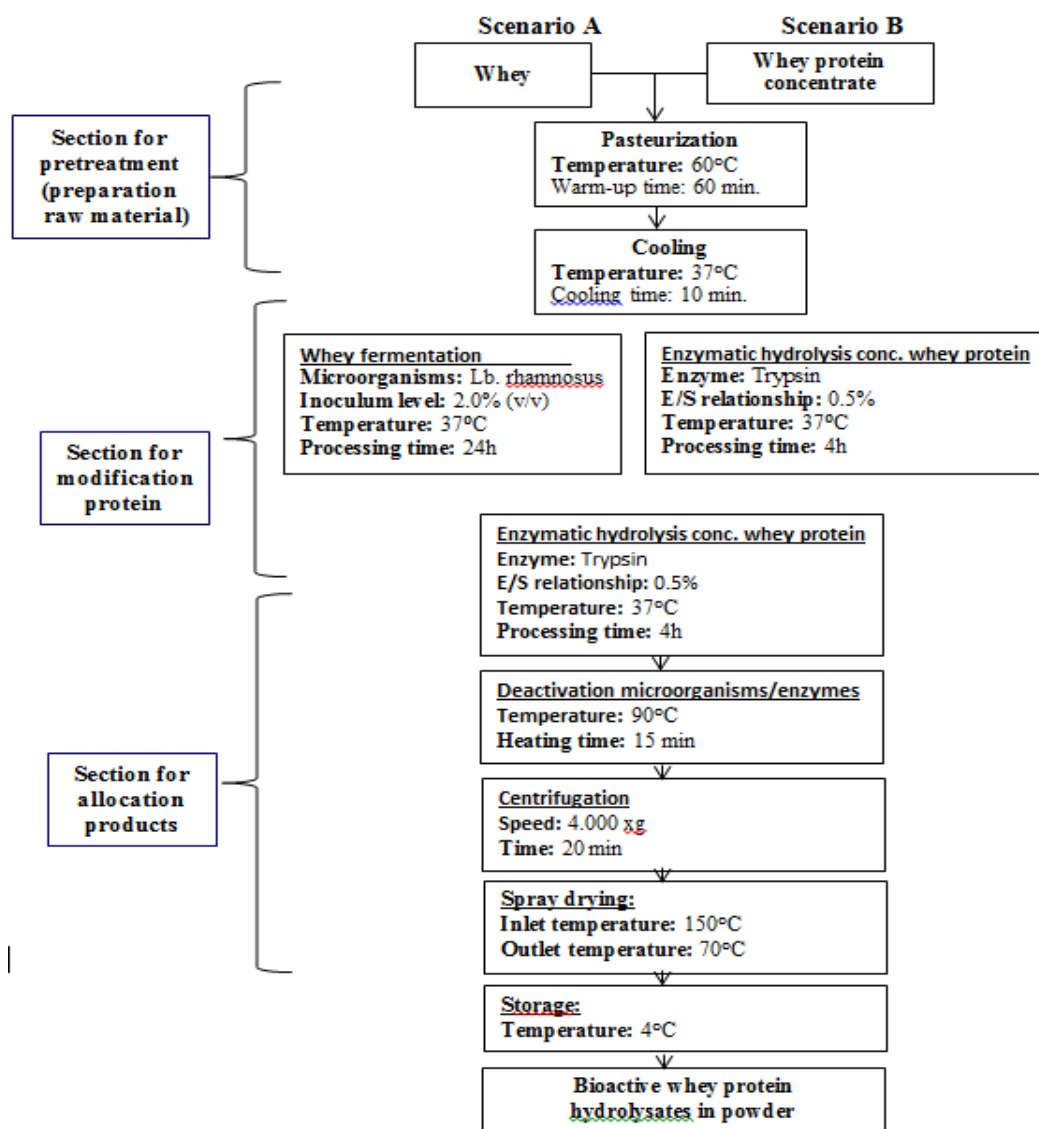 Scenario A
Scenario B
Whey
Whey protein
concentrate
Section for
pretreatment
(preparation
raw material)
Pasteurization
Temperature: 60°C
Warm-up time: 60 min.
Cooling
Temperature: 37°C
Cooling time: 10 min.
Section for
modification
protein
Whey fermentation
Microorganisms: Lb. rhamnosus
Inoculum level: 2.0% (v/v)
Temperature: 37°C
Processing time: 24h
Enzymatic hydrolysis conc. whey protein
Enzyme: Trypsin
E/S relationship: 0.5%
Temperature: 37°C
Processing time: 4h
Enzymatic hydrolysis conc. whey protein
Enzyme: Trypsin
E/S relationship: 0.5%
Temperature: 37°C
Processing time: 4h
Section for
allocation
products
Deactivation microorganisms/enzymes
Temperature: 90°C
Heating time: 15 min
Centrifugation
Speed: 4.000 xg
Time: 20 min
Spray drying:
Inlet temperature: 150°C
Outlet temperature: 70°C
Storage:
Temperature: 4°C
Bioactive whey protein
hydrolysates in powder